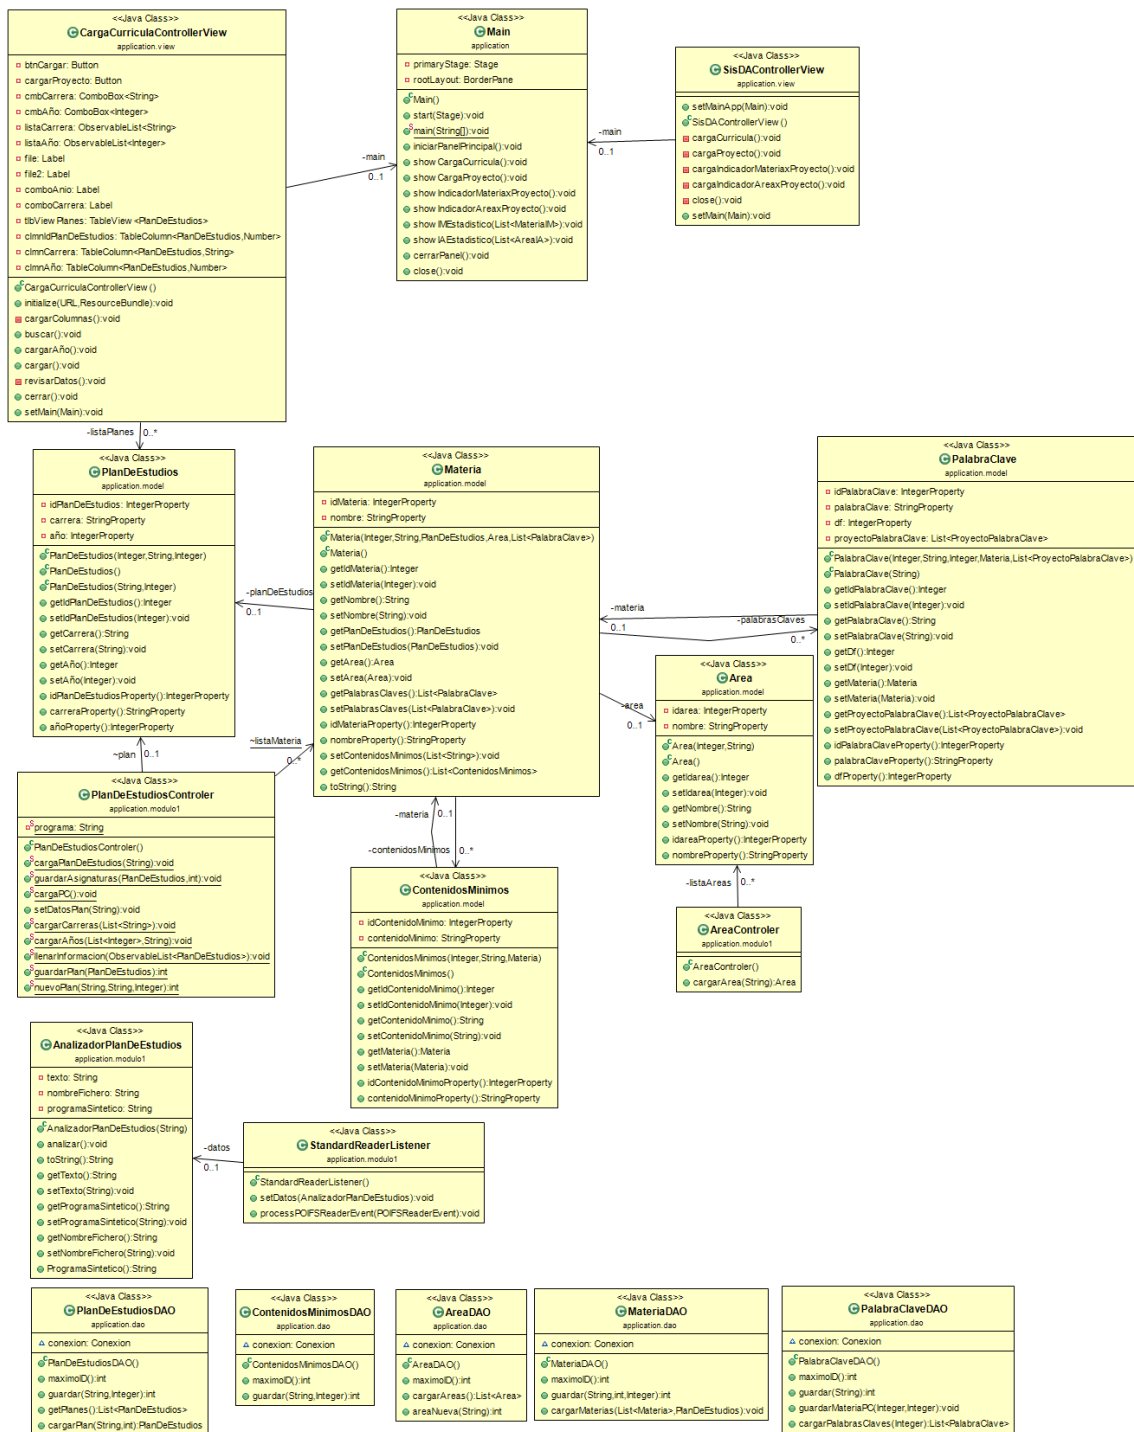 <<Java Class>>
CargaCurriculaControllerView
application.view
btnCargar: Button
cargarProyecto: Button
cmbCarrera: ComboBox<String>
cmbAño: ComboBox<Integer>
listaCarrera: ObservableList<String>
listaAño: ObservableList<Integer>
file: Label
file2: Label
comboAnio: Label
comboCarrera: Label
tlbViewPlanes: TableView<PlanDeEstudios>
clmnIdPlanDeEstudios: TableColumn<PlanDeEstudios,Number>
clmnCarrera: TableColumn<PlanDeEstudios,String>
clmnAño: TableColumn<PlanDeEstudios,Number>
CargaCurriculaControllerView()
initialize(URL,ResourceBundle):void
cargarColumnas():void
buscar():void
cargarAño():void
cargar():void
revisarDatos():void
cerrar():void
setMain(Main):void
-main
0..1
<<Java Class>>
Main
application
primaryStage: Stage
rootLayout: BorderPane
Main()
start(Stage):void
main(String[]):void
iniciarPanelPrincipal():void
showCargaCurricula():void
showCargaProyecto():void
showIndicadorMateriaxProyecto():void
showIndicadorAreaxProyecto():void
showIMEstadistico(List<MateriaIM>):void
showIAEstadistico(List<AreaIA>):void
cerrarPanel():void
close():void
-main
0..1
<<Java Class>>
SisDAControllerView
application.view
setMainApp(Main):void
SisDAControllerView()
cargaCurricula():void
cargaProyecto():void
cargaIndicadorMateriaxProyecto():void
cargaIndicadorAreaxProyecto():void
close():void
setMain(Main):void
-listaPlanes
0..*
<<Java Class>>
PlanDeEstudios
application.model
idPlanDeEstudios: IntegerProperty
carrera: StringProperty
año: IntegerProperty
PlanDeEstudios(Integer,String,Integer)
PlanDeEstudios()
PlanDeEstudios(String,Integer)
getIdPlanDeEstudios():Integer
setIdPlanDeEstudios(Integer):void
getCarrera():String
setCarrera(String):void
getAño():Integer
setAño(Integer):void
idPlanDeEstudiosProperty():IntegerProperty
carreraProperty():StringProperty
añoProperty():IntegerProperty
-planDeEstudios
0..1
<<Java Class>>
Materia
application.model
idMateria: IntegerProperty
nombre: StringProperty
Materia(Integer,String,PlanDeEstudios,Area,List<PalabraClave>)
Materia()
getIdMateria():Integer
setIdMateria(Integer):void
getNombre():String
setNombre(String):void
getPlanDeEstudios():PlanDeEstudios
setPlanDeEstudios(PlanDeEstudios):void
getArea():Area
setArea(Area):void
getPalabrasClaves():List<PalabraClave>
setPalabrasClaves(List<PalabraClave>):void
idMateriaProperty():IntegerProperty
nombreProperty():StringProperty
setContenidosMinimos(List<String>):void
getContenidosMinimos():List<ContenidosMinimos>
toString():String
-materia
0..1
-palabrasClaves
0..*
<<Java Class>>
PalabraClave
application.model
idPalabraClave: IntegerProperty
palabraClave: StringProperty
df: IntegerProperty
proyectoPalabraClave: List<ProyectoPalabraClave>
PalabraClave(Integer,String,Integer,Materia,List<ProyectoPalabraClave>)
PalabraClave(String)
getIdPalabraClave():Integer
setIdPalabraClave(Integer):void
getPalabraClave():String
setPalabraClave(String):void
getDf():Integer
setDf(Integer):void
getMateria():Materia
setMateria(Materia):void
getProyectoPalabraClave():List<ProyectoPalabraClave>
setProyectoPalabraClave(List<ProyectoPalabraClave>):void
idPalabraClaveProperty():IntegerProperty
palabraClaveProperty():StringProperty
dfProperty():IntegerProperty
-area
0..1
<<Java Class>>
Area
application.model
idarea: IntegerProperty
nombre: StringProperty
Area(Integer,String)
Area()
getIdarea():Integer
setIdarea(Integer):void
getNombre():String
setNombre(String):void
idareaProperty():IntegerProperty
nombreProperty():StringProperty
~plan
0..1
~listaMateria
0..*
<<Java Class>>
PlanDeEstudiosControler
application.modulo1
programa: String
PlanDeEstudiosControler()
cargaPlanDeEstudios(String):void
guardarAsignaturas(PlanDeEstudios,int):void
cargaPC():void
setDatosPlan(String):void
cargarCarreras(List<String>):void
cargarAños(List<Integer>,String):void
llenarInformacion(ObservableList<PlanDeEstudios>):void
guardarPlan(PlanDeEstudios):int
nuevoPlan(String,String,Integer):int
-materia
0..1
-contenidosMinimos
0..*
<<Java Class>>
ContenidosMinimos
application.model
idContenidoMinimo: IntegerProperty
contenidoMinimo: StringProperty
ContenidosMinimos(Integer,String,Materia)
ContenidosMinimos()
getIdContenidoMinimo():Integer
setIdContenidoMinimo(Integer):void
getContenidoMinimo():String
setContenidoMinimo(String):void
getMateria():Materia
setMateria(Materia):void
idContenidoMinimoProperty():IntegerProperty
contenidoMinimoProperty():StringProperty
-listaAreas
0..*
<<Java Class>>
AreaControler
application.modulo1
AreaControler()
cargarArea(String):Area
<<Java Class>>
AnalizadorPlanDeEstudios
application.modulo1
texto: String
nombreFichero: String
programaSintetico: String
AnalizadorPlanDeEstudios(String)
analizar():void
toString():String
getTexto():String
setTexto(String):void
getProgramaSintetico():String
setProgramaSintetico(String):void
getNombreFichero():String
setNombreFichero(String):void
ProgramaSintetico():String
-datos
0..1
<<Java Class>>
StandardReaderListener
application.modulo1
StandardReaderListener()
setDatos(AnalizadorPlanDeEstudios):void
processPOIFSReaderEvent(POIFSReaderEvent):void
<<Java Class>>
PlanDeEstudiosDAO
application.dao
conexion: Conexion
PlanDeEstudiosDAO()
maximoID():int
guardar(String,Integer):int
getPlanes():List<PlanDeEstudios>
cargarPlan(String,int):PlanDeEstudios
<<Java Class>>
ContenidosMinimosDAO
application.dao
conexion: Conexion
ContenidosMinimosDAO()
maximoID():int
guardar(String,Integer):int
<<Java Class>>
AreaDAO
application.dao
conexion: Conexion
AreaDAO()
maximoID():int
cargarAreas():List<Area>
areaNueva(String):int
<<Java Class>>
MateriaDAO
application.dao
conexion: Conexion
MateriaDAO()
maximoID():int
guardar(String,int,Integer):int
cargarMaterias(List<Materia>,PlanDeEstudios):void
<<Java Class>>
PalabraClaveDAO
application.dao
conexion: Conexion
PalabraClaveDAO()
maximoID():int
guardar(String):int
guardarMateriaPC(Integer,Integer):void
cargarPalabrasClaves(Integer):List<PalabraClave>